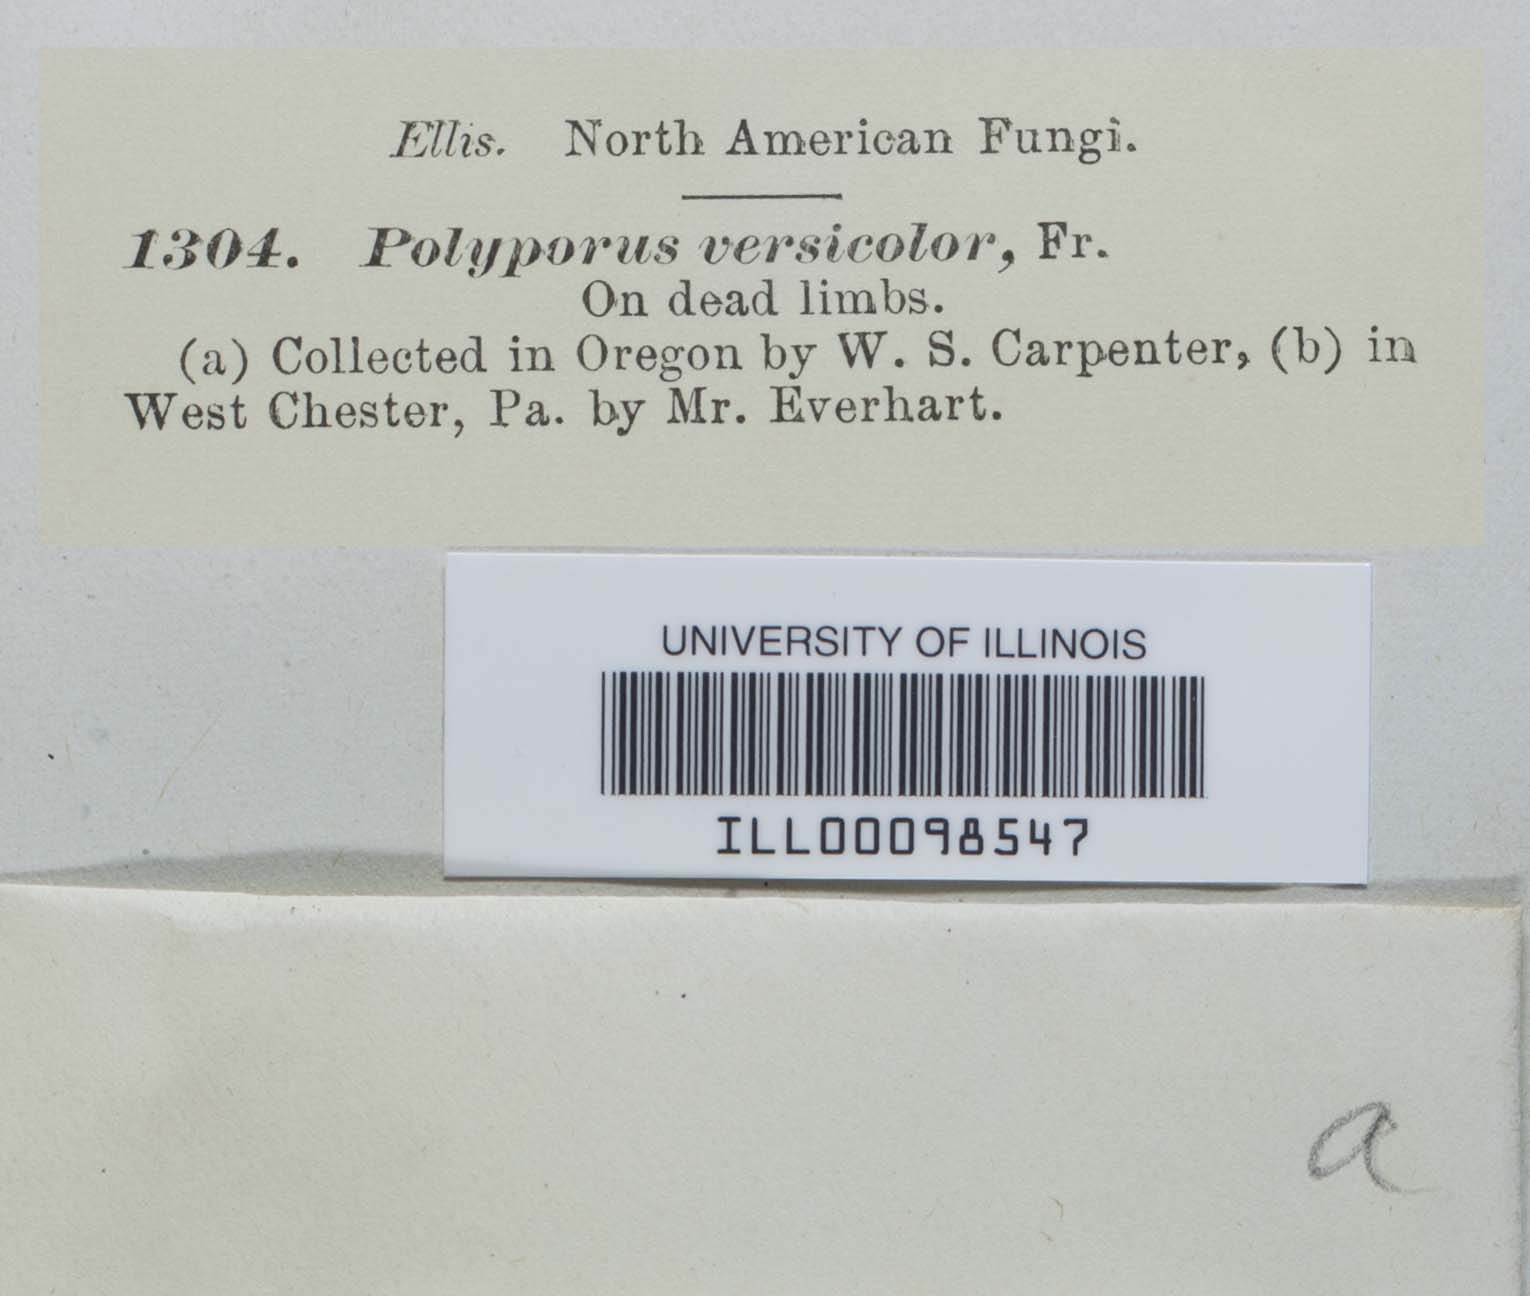 Ellis. North American Fungi.
1304. Polyporus versicolor, Fr.
On dead limbs.
(a) Collected in Oregon by W. S. Carpenter, (b) in
West Chester, Pa. by Mr. Everhart.
UNIVERSITY OF ILLINOIS
ILL00098547
a